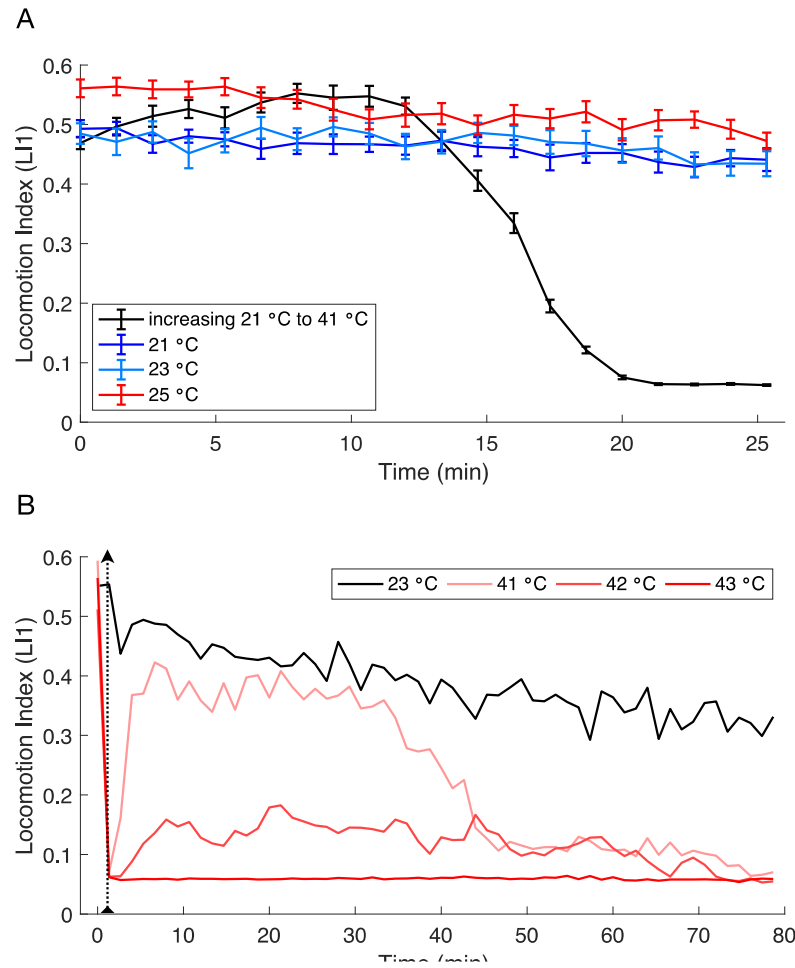 A
0.6
0.5
0.4
0.3
0.2
0.1
0
Locomotion Index (LI1)
increasing 21 °C to 41 °C
21 °C
23 °C
25 °C
0 5 10 15 20 25
Time (min)
B
0.6
0.5
0.4
0.3
0.2
0.1
0
Locomotion Index (LI1)
23 °C 41 °C 42 °C 43 °C
0 10 20 30 40 50 60 70 80
Time (min)